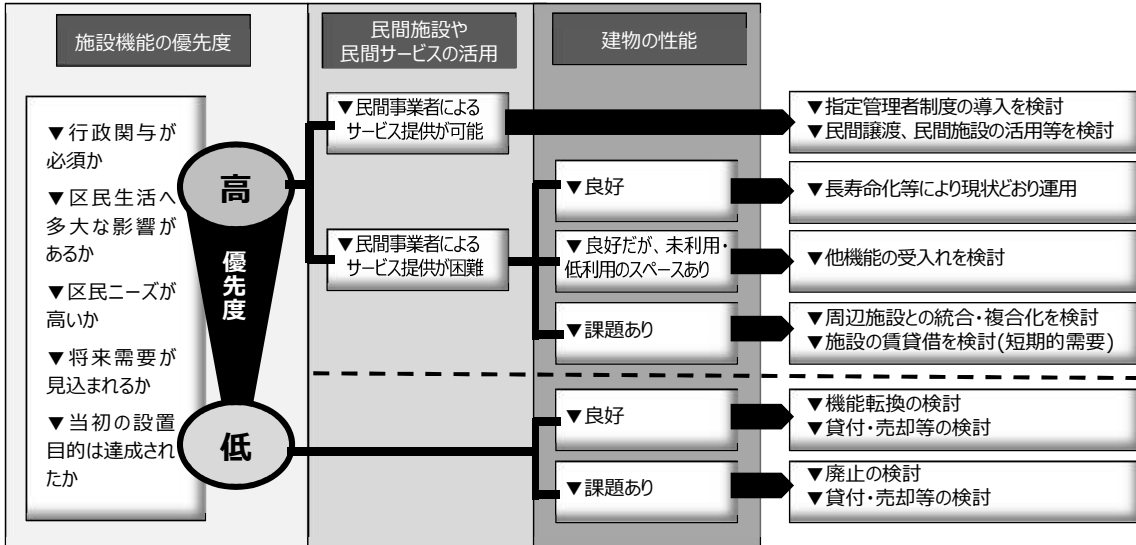 施設機能の優先度
民間施設や
民間サービスの活用
建物の性能
▼行政関与が
必須か
▼区民生活へ
多大な影響が
あるか
▼区民ニーズが
高いか
▼将来需要が
見込まれるか
▼当初の設置
目的は達成され
たか
高
優先度
低
▼民間事業者による
サービス提供が可能
▼民間事業者による
サービス提供が困難
▼良好
▼良好だが、未利用・
低利用のスペースあり
▼課題あり
▼良好
▼課題あり
▼指定管理者制度の導入を検討
▼民間譲渡、民間施設の活用等を検討
▼長寿命化等により現状どおり運用
▼他機能の受入れを検討
▼周辺施設との統合・複合化を検討
▼施設の賃貸借を検討(短期的需要)
▼機能転換の検討
▼貸付・売却等の検討
▼廃止の検討
▼貸付・売却等の検討